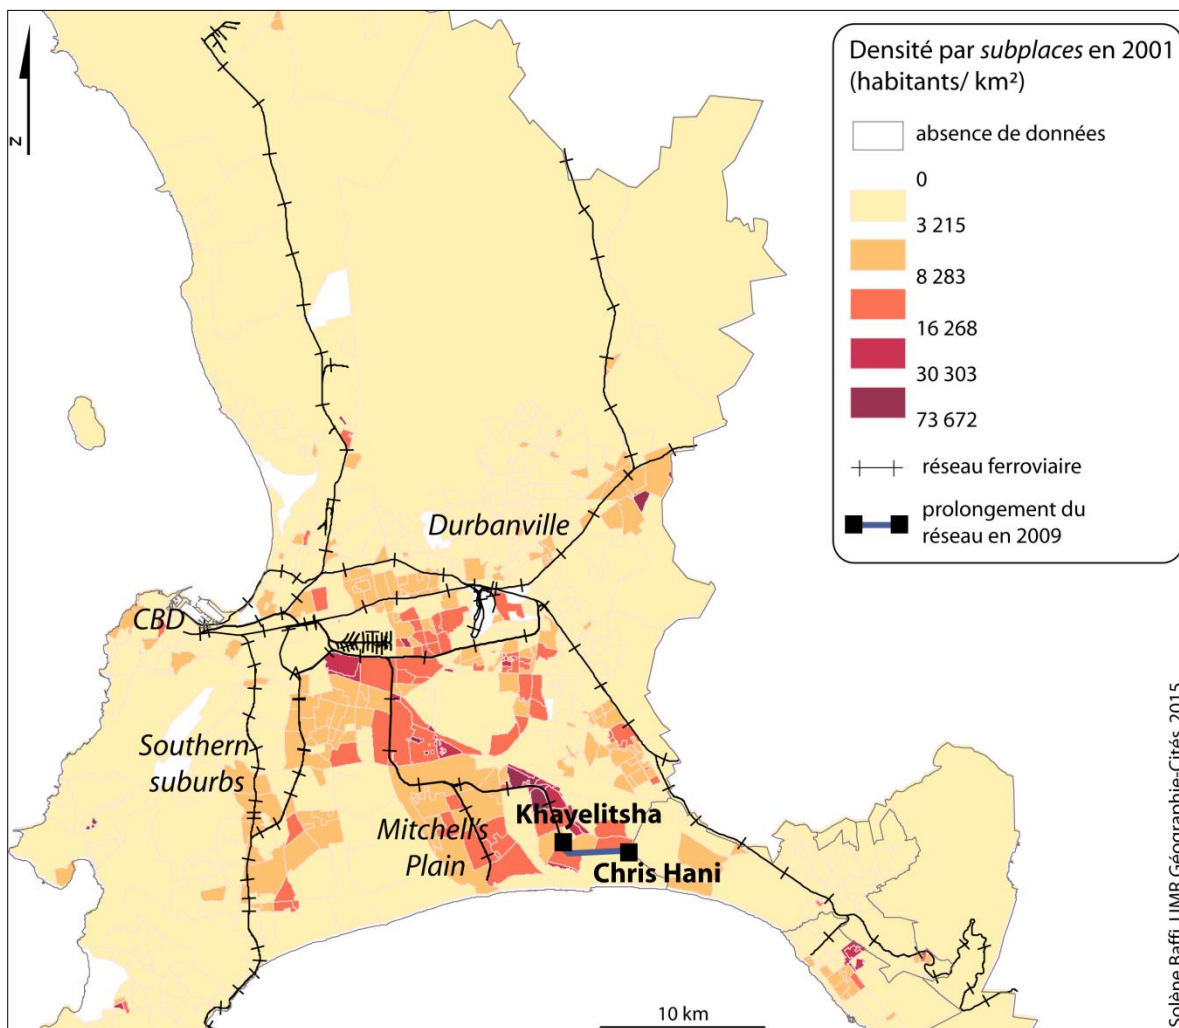 N
Densité par subplaces en 2001
(habitants/ km²)
absence de données
0
3 215
8 283
16 268
30 303
73 672
réseau ferroviaire
prolongement du
réseau en 2009
Durbanville
CBD
Southern
suburbs
Mitchell's
Plain
Khayelitsha
Chris Hani
10 km
Solène Baffi, UMR Géographie-Cités, 2015